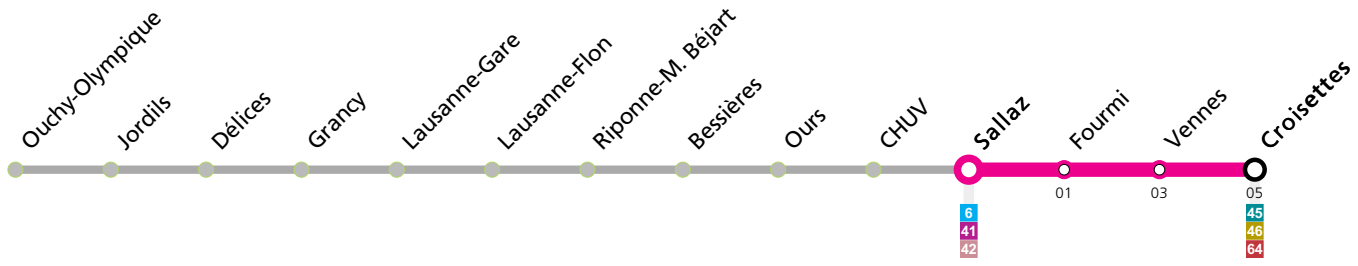 Ouchy-Olympique
Jordils
Délices
Grancy
Lausanne-Gare
Lausanne-Flon
Riponne-M. Béjart
Bessières
Ours
CHUV
Sallaz
Fourmi
Vennes
Croisettes
01
03
05
6
41
42
45
46
64